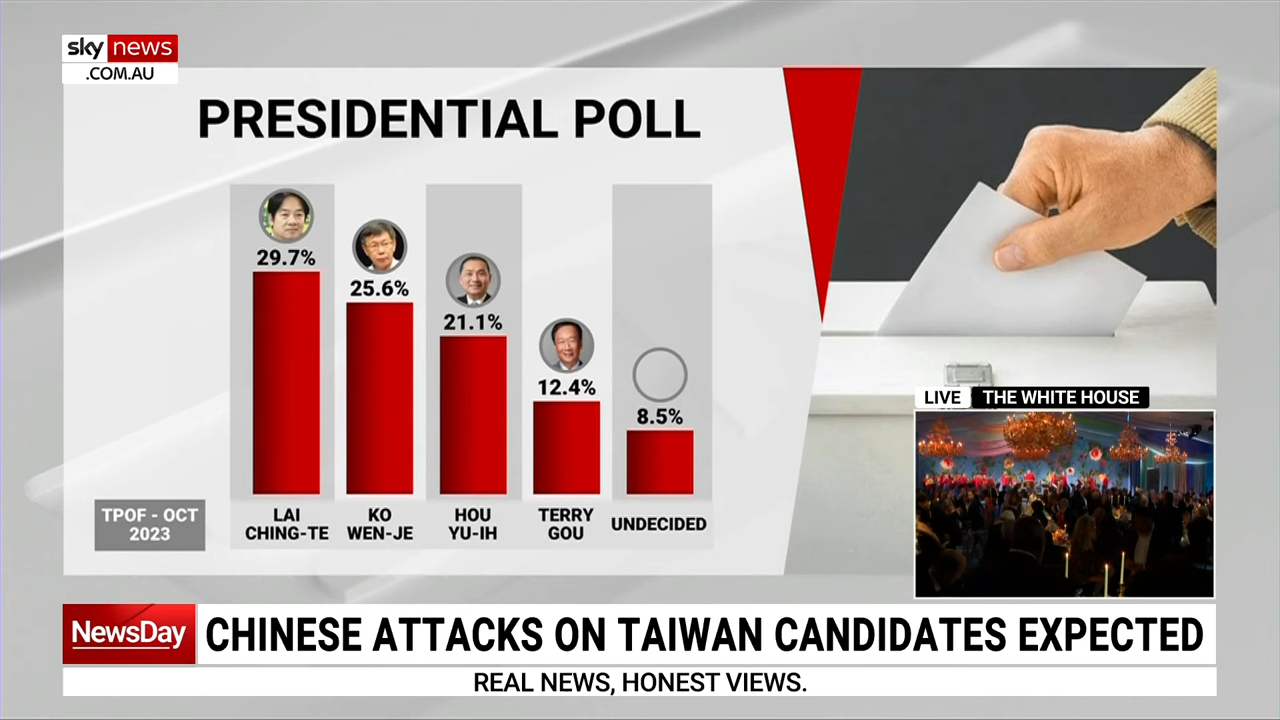 sky news
.COM.AU
PRESIDENTIAL POLL
29.7%
25.6%
21.1%
12.4%
8.5%
TPOF - OCT
2023
LAI
CHING-TE
KO
WEN-JE
HOU
YU-IH
TERRY
GOU
UNDECIDED
LIVE THE WHITE HOUSE
NewsDay
CHINESE ATTACKS ON TAIWAN CANDIDATES EXPECTED
REAL NEWS, HONEST VIEWS.